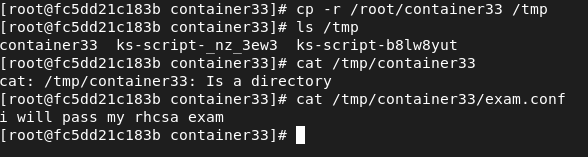 [root@fc5dd21c183b container33]# cp -r /root/container33 /tmp
[root@fc5dd21c183b container33]# ls /tmp
container33  ks-script-_nz_3ew3  ks-script-b8lw8yut
[root@fc5dd21c183b container33]# cat /tmp/container33
cat: /tmp/container33: Is a directory
[root@fc5dd21c183b container33]# cat /tmp/container33/exam.conf
i will pass my rhcsa exam
[root@fc5dd21c183b container33]#